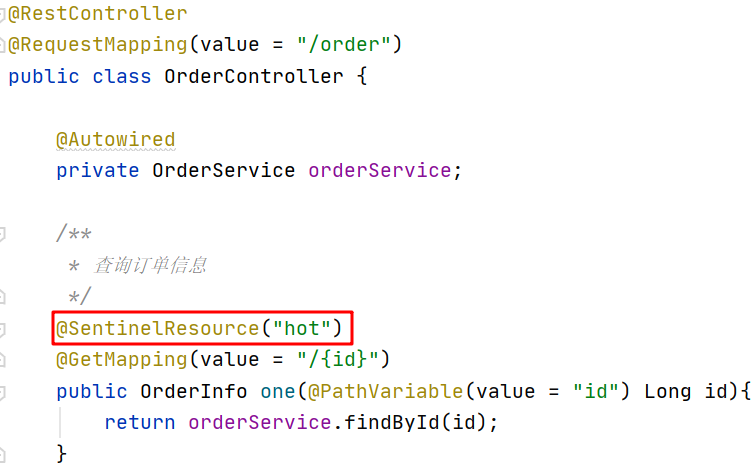 @RestController
@RequestMapping(value = "/order")
public class OrderController {
@Autowired
private OrderService orderService;
/**
* 查询订单信息
*/
@SentinelResource("hot")
@GetMapping(value = "/{id}")
public OrderInfo one(@PathVariable(value = "id") Long id){
return orderService.findById(id);
}